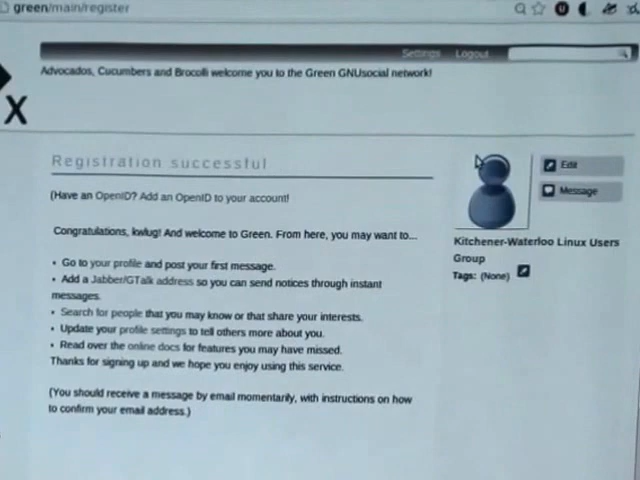 green/main/register
Settings Logout
Advocados, Cucumbers and Brocolli welcome you to the Green GNUsocial network!
X
Registration successful
Edit
(Have an OpenID? Add an OpenID to your account!
Message
Congratulations, kwlug! And welcome to Green. From here, you may want to...
Kitchener-Waterloo Linux Users
Group
Tags: (None)
• Go to your profile and post your first message.
• Add a Jabber/GTalk address so you can send notices through instant
messages.
• Search for people that you may know or that share your interests.
• Update your profile settings to tell others more about you.
• Read over the online docs for features you may have missed.
Thanks for signing up and we hope you enjoy using this service.
(You should receive a message by email momentarily, with instructions on how
to confirm your email address.)